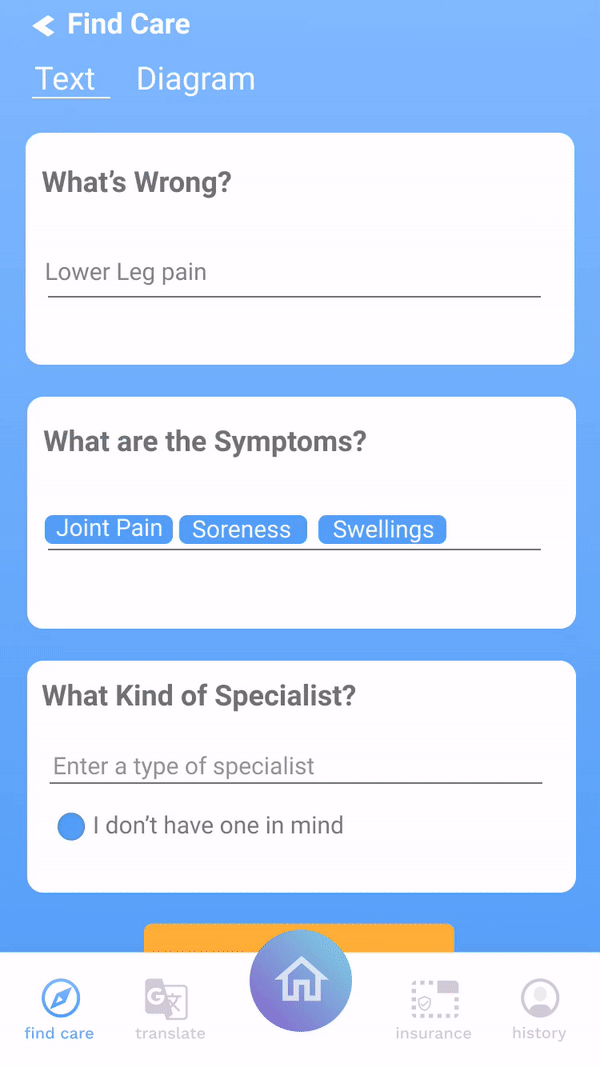 Find Care
Text Diagram
What's Wrong?
Lower Leg pain
What are the Symptoms?
Joint Pain Soreness Swellings
What Kind of Specialist?
Enter a type of specialist
I don't have one in mind
find care translate insurance history